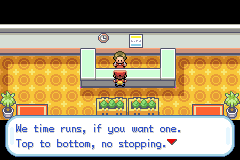 We time runs, if you want one.
Top to bottom, no stopping.